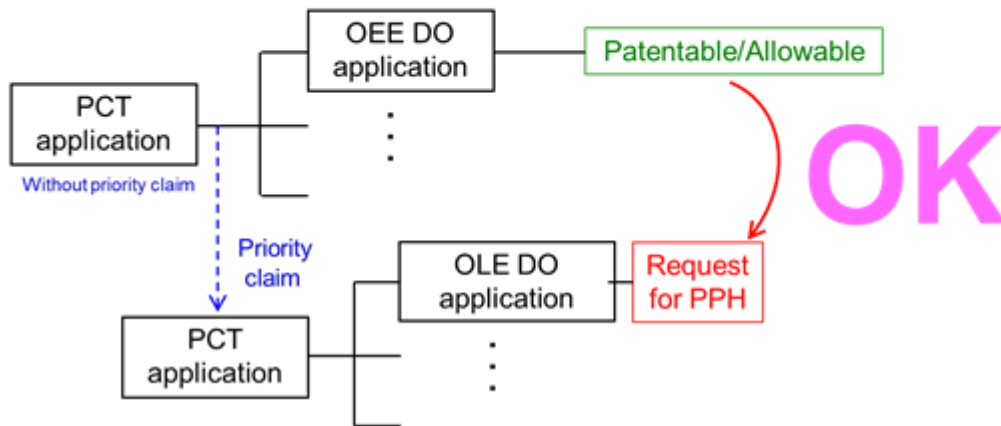 OEE DO
application
Patentable/Allowable
PCT
application
Without priority claim
OK
Priority
claim
OLE DO
application
Request
for PPH
PCT
application